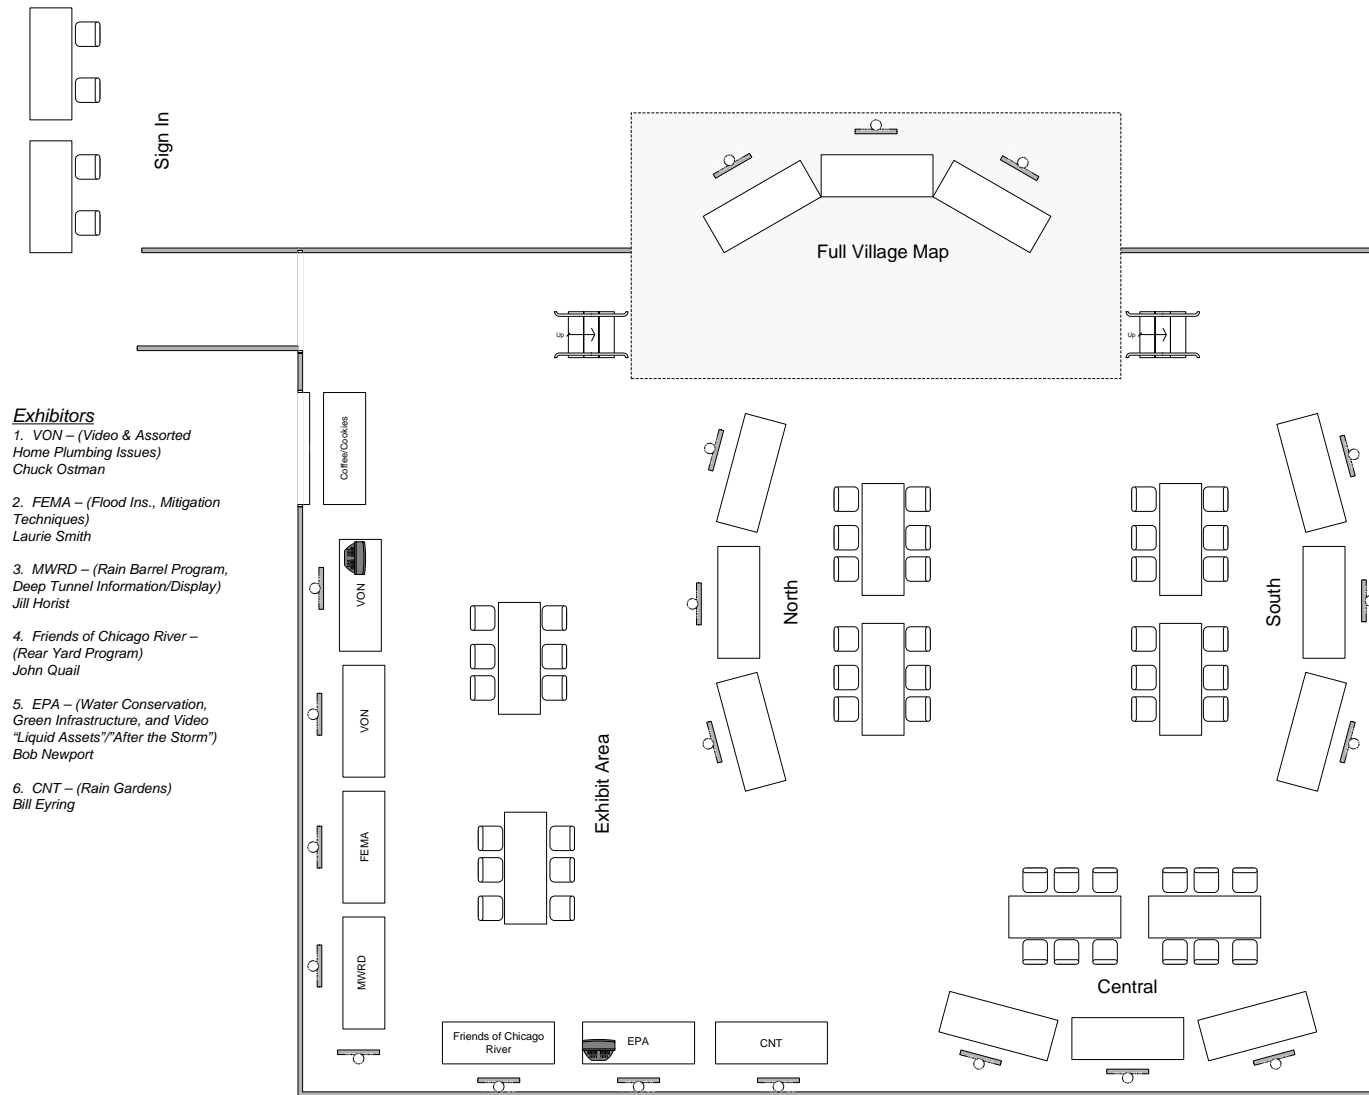 Sign In
Full Village Map
Up
Up
Exhibitors
1. VON – (Video & Assorted
Home Plumbing Issues)
Chuck Ostman
2. FEMA – (Flood Ins., Mitigation
Techniques)
Laurie Smith
3. MWRD – (Rain Barrel Program,
Deep Tunnel Information/Display)
Jill Horist
4. Friends of Chicago River –
(Rear Yard Program)
John Quail
5. EPA – (Water Conservation,
Green Infrastructure, and Video
“Liquid Assets”/”After the Storm”)
Bob Newport
6. CNT – (Rain Gardens)
Bill Eyring
Coffee/Cookies
VON
VON
FEMA
MWRD
Exhibit Area
North
South
Central
Friends of Chicago
River
EPA
CNT